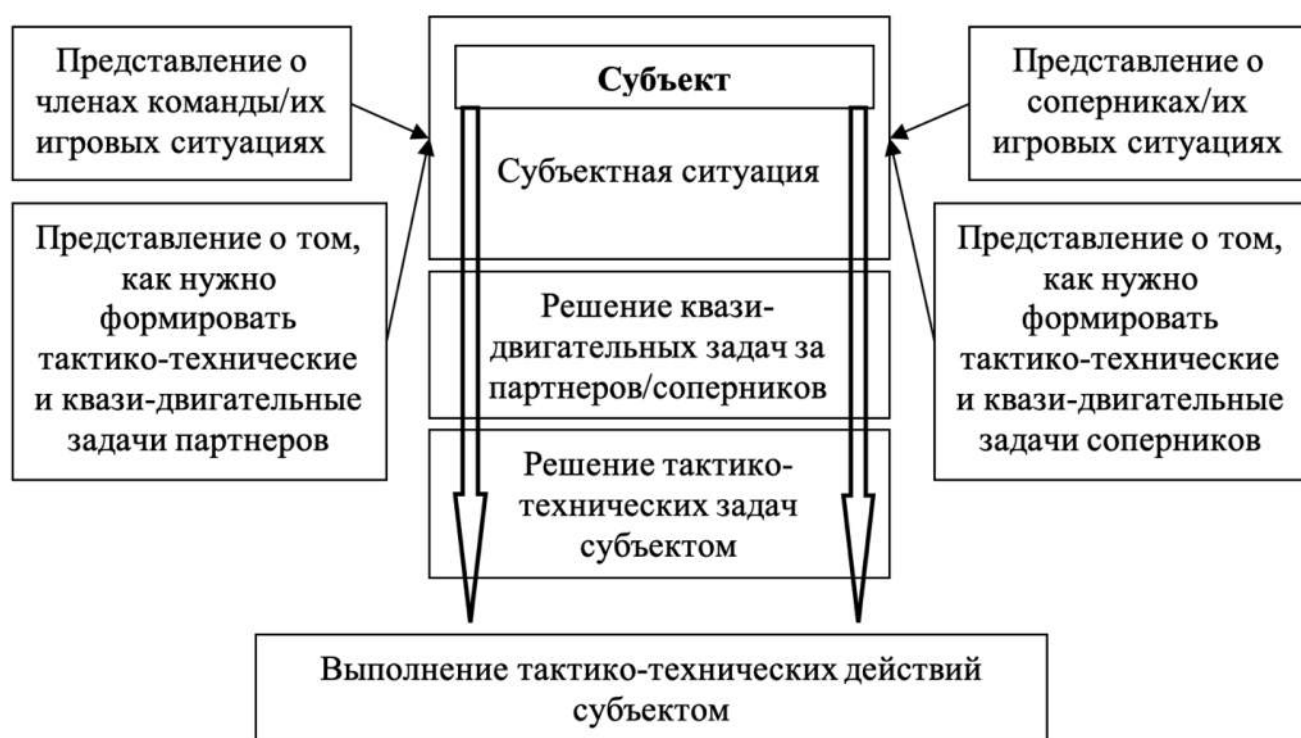 Представление о
членах команды/их
игровых ситуациях
Представление о том,
как нужно
формировать
тактико-технические
и квази-двигательные
задачи партнеров
Субъект
Субъектная ситуация
Решение квази-
двигательных задач за
партнеров/соперников
Решение тактико-
технических задач
субъектом
Представление о
соперниках/их
игровых ситуациях
Представление о том,
как нужно
формировать
тактико-технические
и квази-двигательные
задачи соперников
Выполнение тактико-технических действий
субъектом